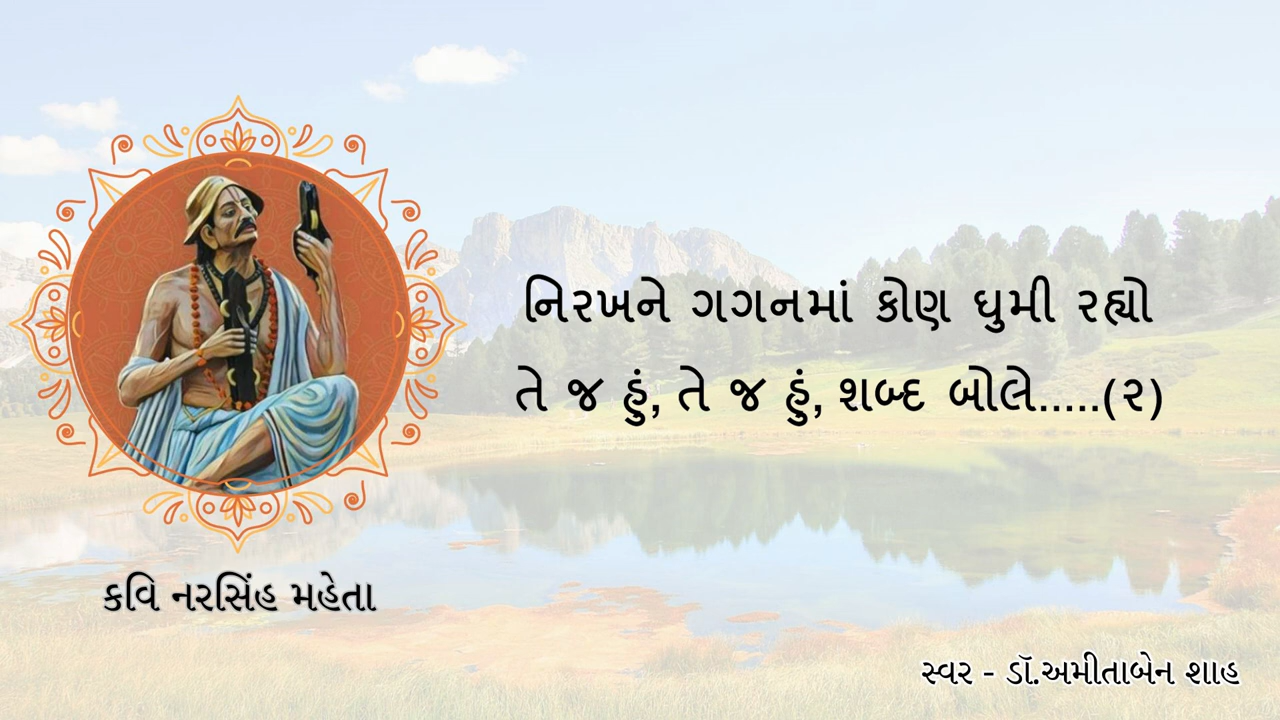 નિરખને ગગનમાં કોણ ઘુમી રહ્યો
તે જ હું, તે જ હું, શબ્દ બોલે.....(૨)
કવિ નરસિંહ મહેતા
સ્વર - ડૉ.અમીતાબેન શાહ